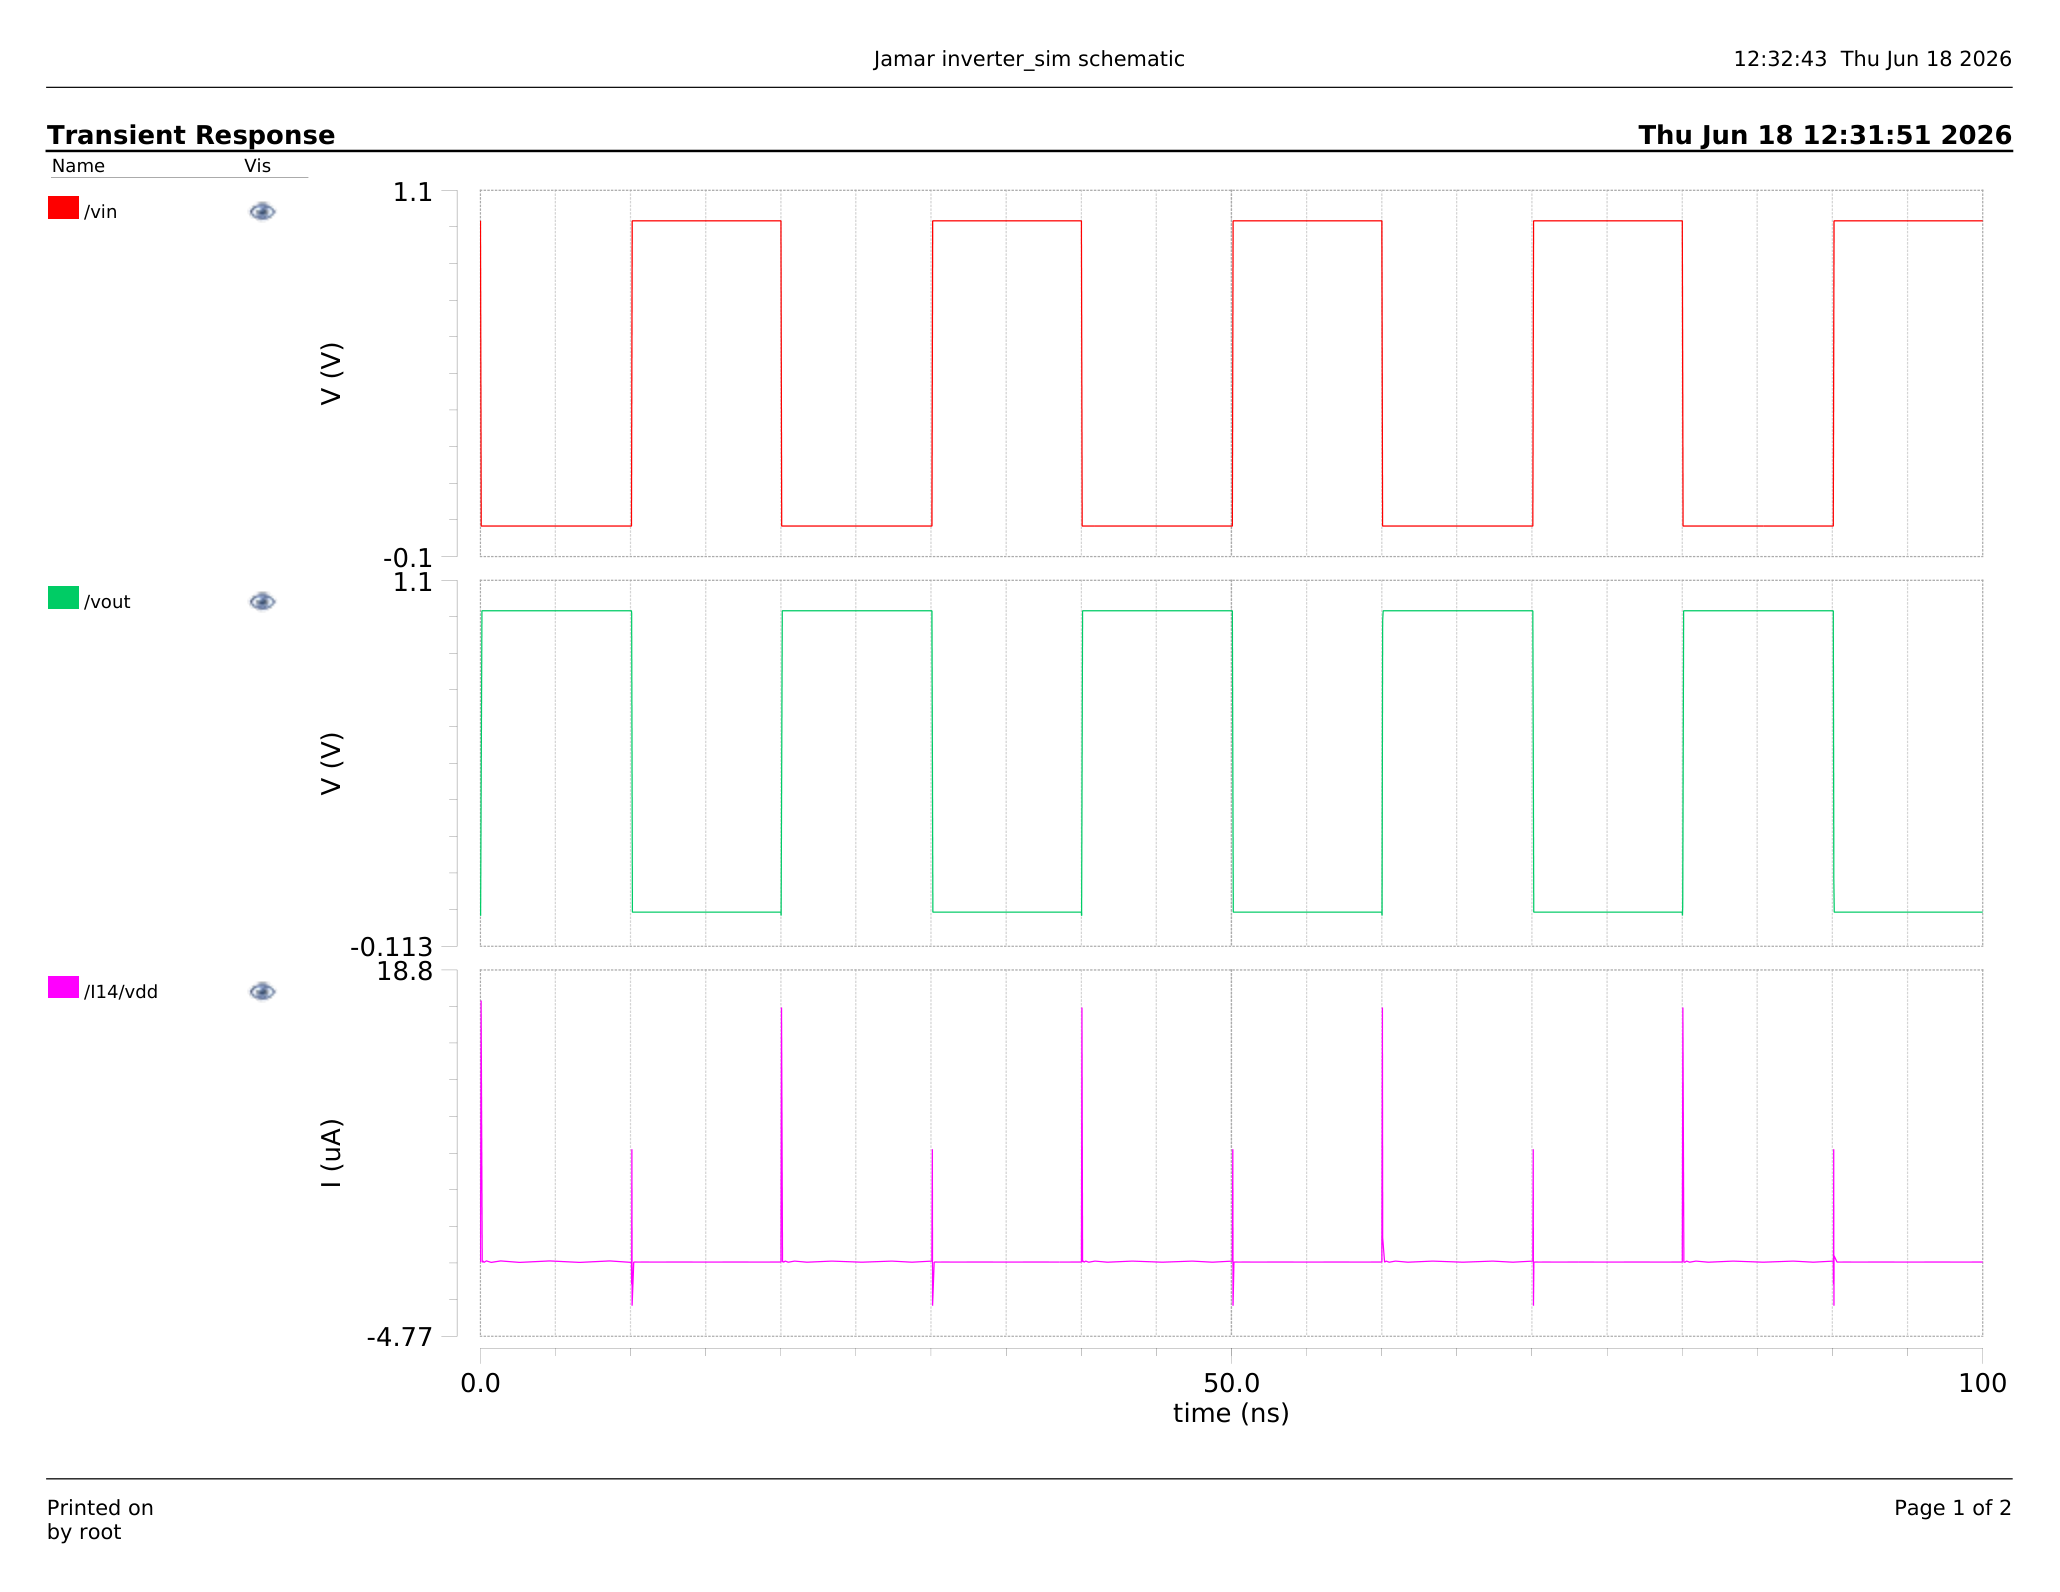 Jamar inverter_sim schematic 12:32:43 Thu Jun 18 2026
Transient Response Thu Jun 18 12:31:51 2026
Name Vis
/vin
1.1
V (V)
-0.1
/vout
1.1
V (V)
-0.113
/I14/vdd
18.8
I (uA)
-4.77
0.0 50.0 100
time (ns)
Printed on Page 1 of 2
by root